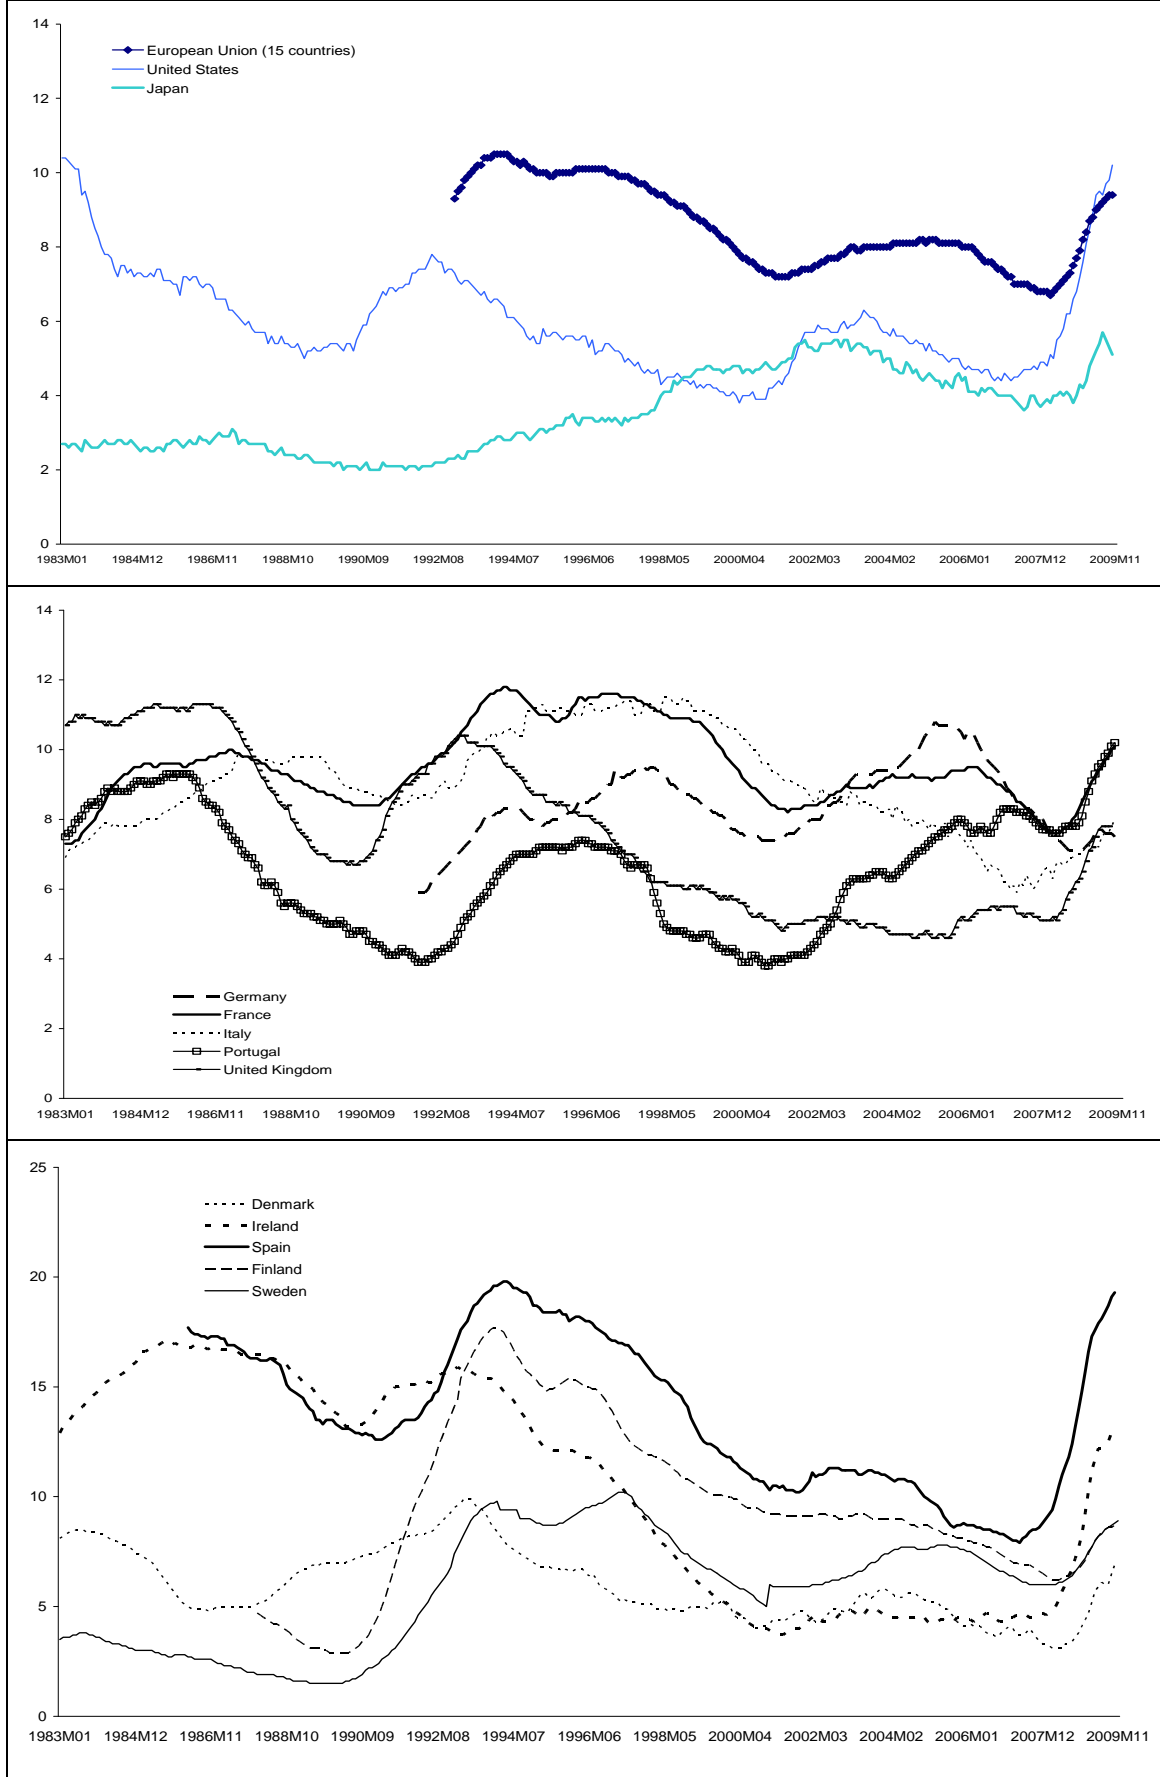 14
12
10
8
6
4
2
0
European Union (15 countries)
United States
Japan
1983M01 1984M12 1986M11 1988M10 1990M09 1992M08 1994M07 1996M06 1998M05 2000M04 2002M03 2004M02 2006M01 2007M12 2009M11
14
12
10
8
6
4
2
0
Germany
France
Italy
Portugal
United Kingdom
1983M01 1984M12 1986M11 1988M10 1990M09 1992M08 1994M07 1996M06 1998M05 2000M04 2002M03 2004M02 2006M01 2007M12 2009M11
25
20
15
10
5
0
Denmark
Ireland
Spain
Finland
Sweden
1983M01 1984M12 1986M11 1988M10 1990M09 1992M08 1994M07 1996M06 1998M05 2000M04 2002M03 2004M02 2006M01 2007M12 2009M11